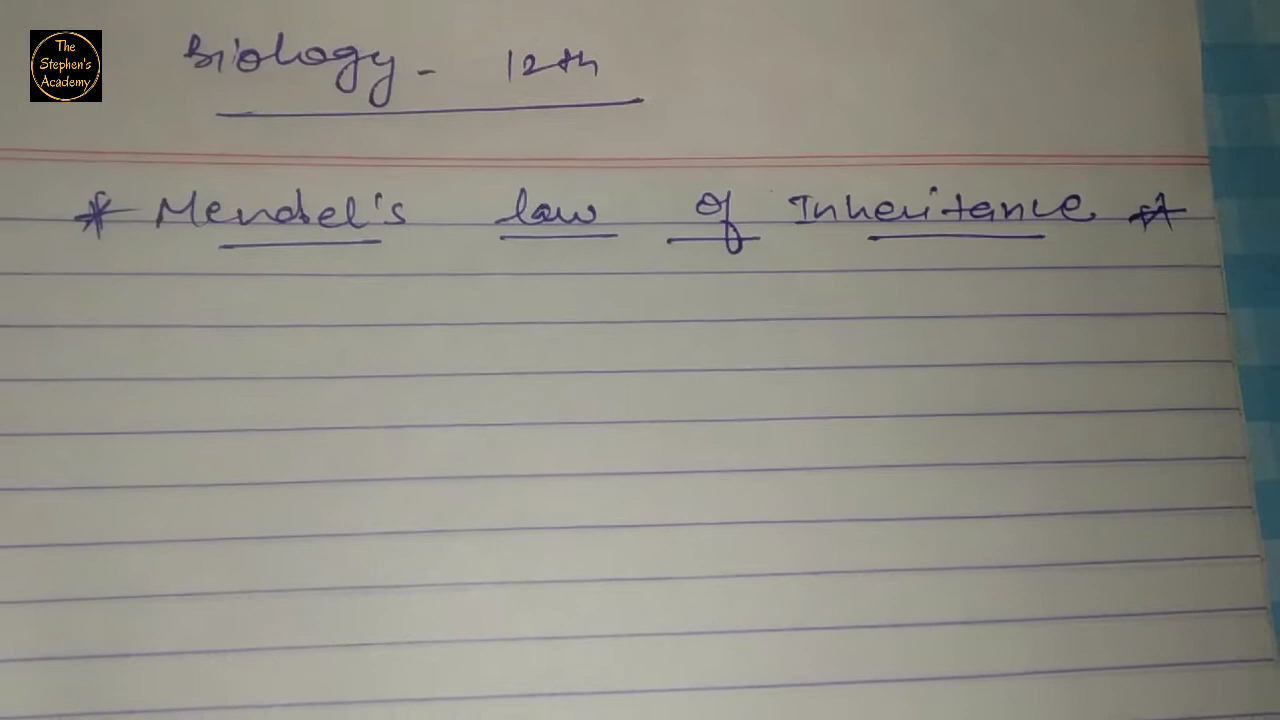 The
Stephen's
Academy
Biology - 12th
* Mendel's law of Inheritance *